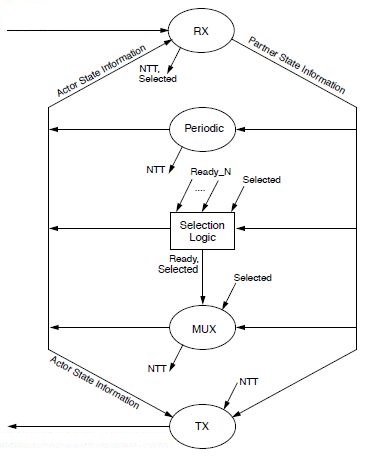 RX
Actor State Information
Partner State Information
NTT,
Selected
Periodic
NTT
Ready_N
....
Selected
Selection
Logic
Ready,
Selected
Selected
MUX
NTT
Actor State Information
NTT
TX